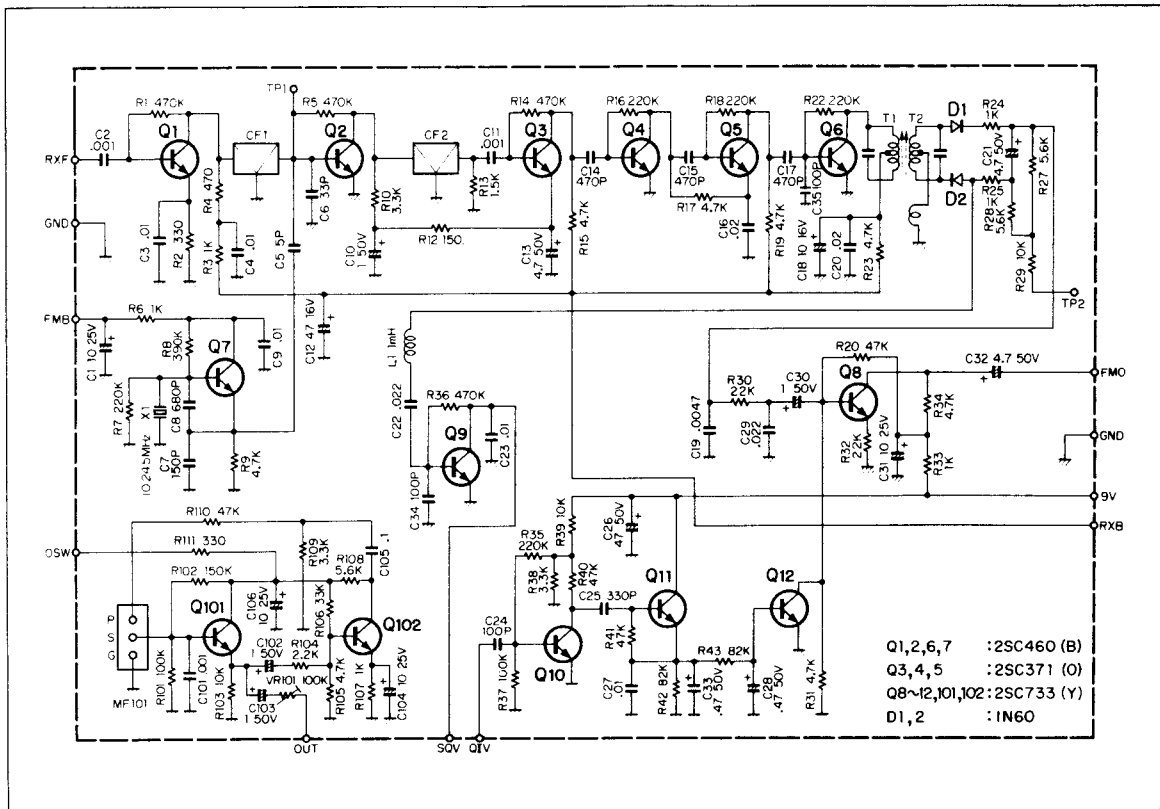 TP1
R1 470K
R5 470K
R14 470K
R16 220K
R18 220K
R22 220K
C2
.001
Q1
CF1
Q2
CF2
C11
.001
Q3
Q4
Q5
Q6
T1
T2
D1
R24
1K
C21
4.7 50V
R27
5.6K
RXF
R4 470
C6 33P
R10
3.3K
R13
1.5K
C14
470P
C15
470P
C17
470P
C35 100P
R25
1K
D2
R28
5.6K
GND
C3 .01
R2 330
R3 1K
C4 .01
C5 5P
R12 150
C10
1 50V
C13
4.7 50V
R15 4.7K
R17 4.7K
C16
.02
R19 4.7K
C18 10 16V
C20 .02
R23 4.7K
R29 10K
TP2
FMB
R6 1K
C1 10 25V
R8
390K
Q7
C9 .01
C12 47 16V
L1 1mH
R7 220K
X1
10.245MHz
C8 680P
C7
150P
R9
4.7K
C22 .022
R36 470K
Q9
C23 .01
C34 100P
R20 47K
Q8
C32 4.7 50V
FMO
R30
22K
C30
1 50V
C19 .0047
C29
.022
R32
22K
C31 10 25V
R34
4.7K
R33
1K
GND
9V
RXB
R110 47K
OSW
R111 330
R109
3.3K
C105 .1
R102 150K
R108
5.6K
C106
10 25V
Q101
R106 33K
Q102
P
S
G
MF101
R101 100K
C101 .001
R103 10K
C102
1 50V
R104
2.2K
VR101 100K
C103
1 50V
R105 4.7K
R107 1K
C104 10 25V
OUT
SQV
QIV
R35
220K
R39 10K
C26
47 50V
R38
3.3K
R40
47K
C24
100P
C25 330P
Q10
R37 100K
Q11
R41
47K
C27
.01
R42 82K
C33
.47 50V
R43 82K
C28
.47 50V
Q12
R31 4.7K
Q1,2,6,7 :2SC460 (B)
Q3,4,5 :2SC371 (O)
Q8~12,101,102:2SC733 (Y)
D1,2 :1N60